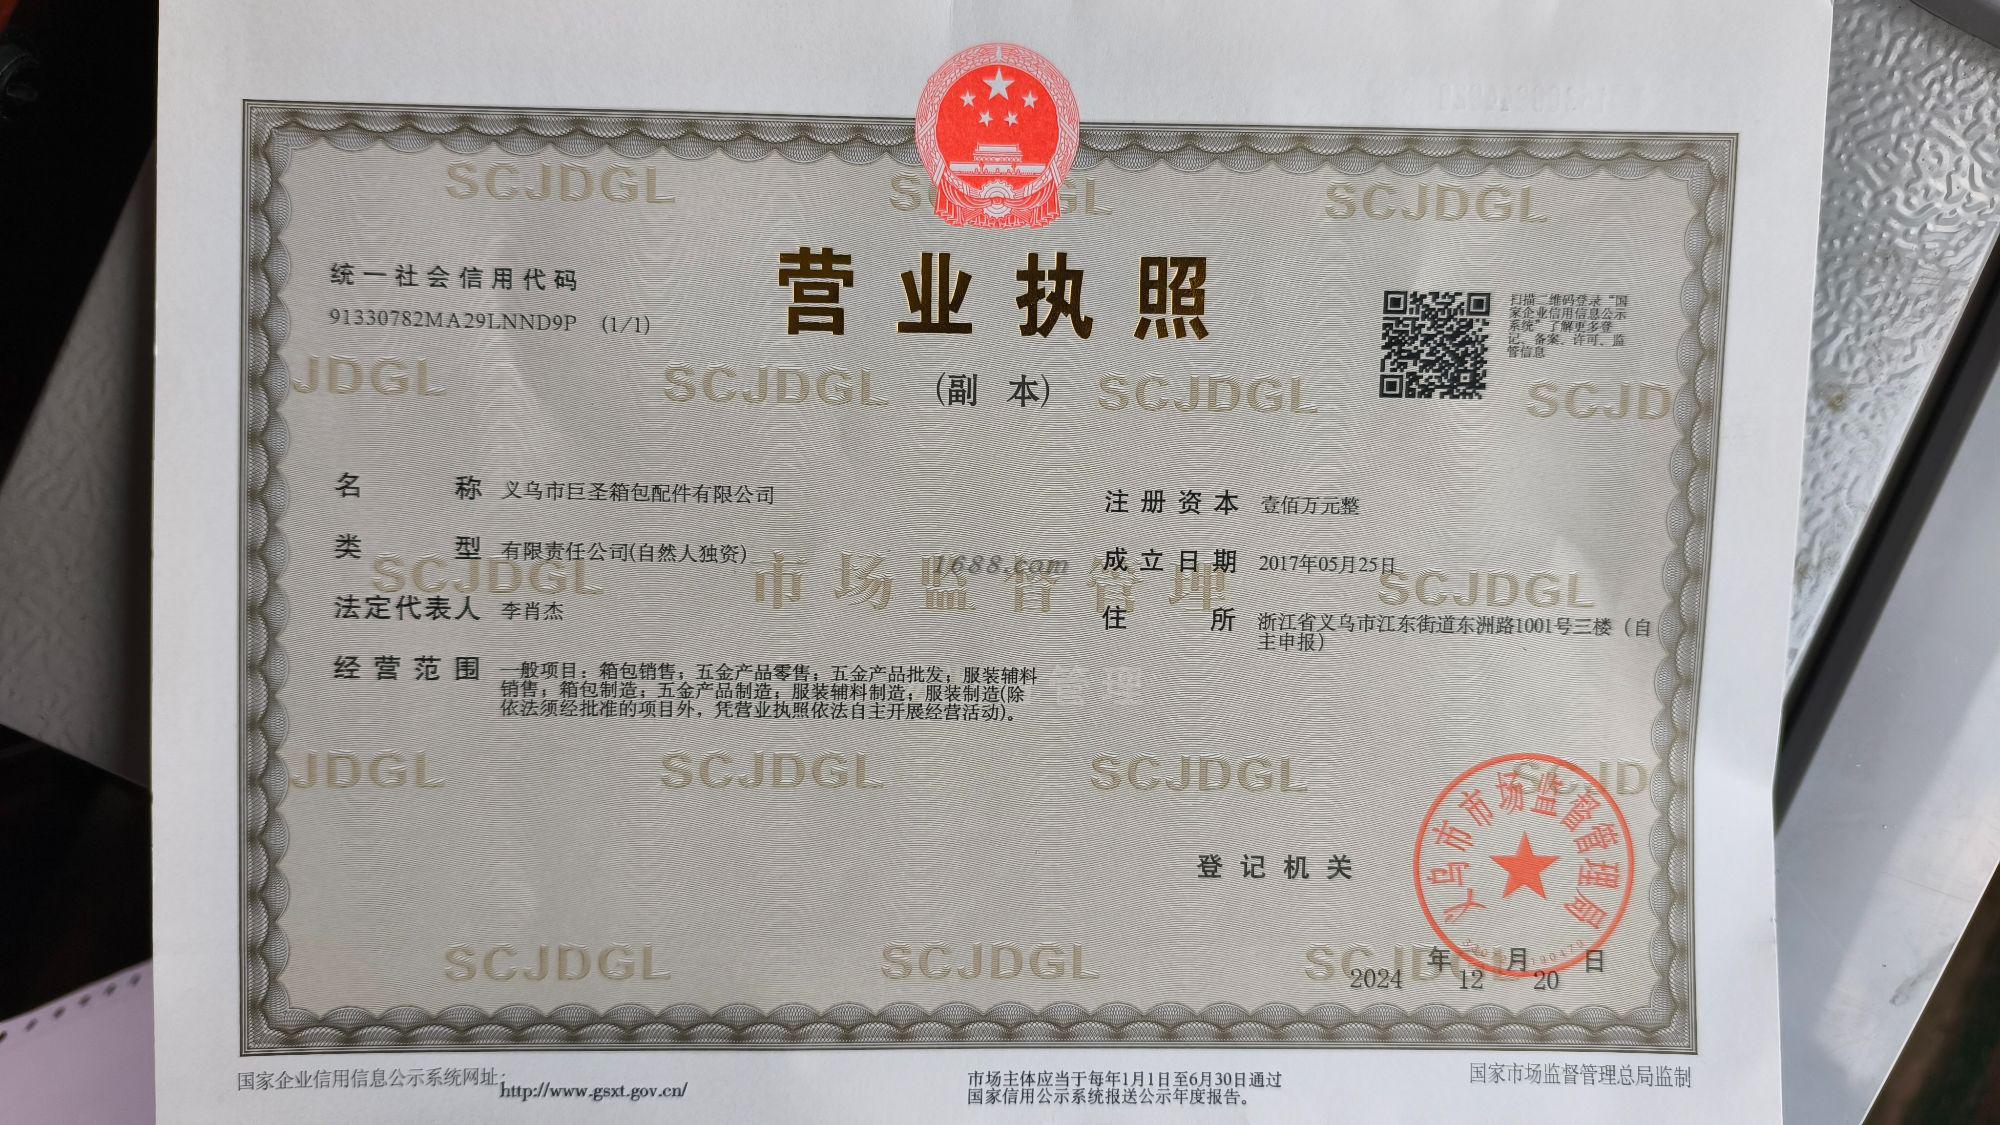 统一社会信用代码
91330782MA29LNND9P (1/1)
营业执照
(副 本)
扫描二维码登录“国
家企业信用信息公示
系统”了解更多登
记、备案、许可、监
管信息
名 称 义乌市巨圣箱包配件有限公司
类 型 有限责任公司(自然人独资)
法定代表人 李肖杰
经营范围 一般项目：箱包销售；五金产品零售；五金产品批发；服装辅料
销售；箱包制造；五金产品制造；服装辅料制造；服装制造(除
依法须经批准的项目外，凭营业执照依法自主开展经营活动)。
注册资本 壹佰万元整
成立日期 2017年05月25日
住 所 浙江省义乌市江东街道东洲路1001号三楼（自
主申报）
SCJDGL SCJDGL SCJDGL
JDGL SCJDGL SCJDGL SCJD
SCJDGL 市场监督管理 SCJDGL
1688.com
管理
JDGL SCJDGL SCJDGL SCJD
SCJDGL SCJDGL SCJDGL
登记机关
义乌市市场监督管理局
2024年12月20日
国家企业信用信息公示系统网址：http://www.gsxt.gov.cn/
市场主体应当于每年1月1日至6月30日通过
国家信用公示系统报送公示年度报告。
国家市场监督管理总局监制